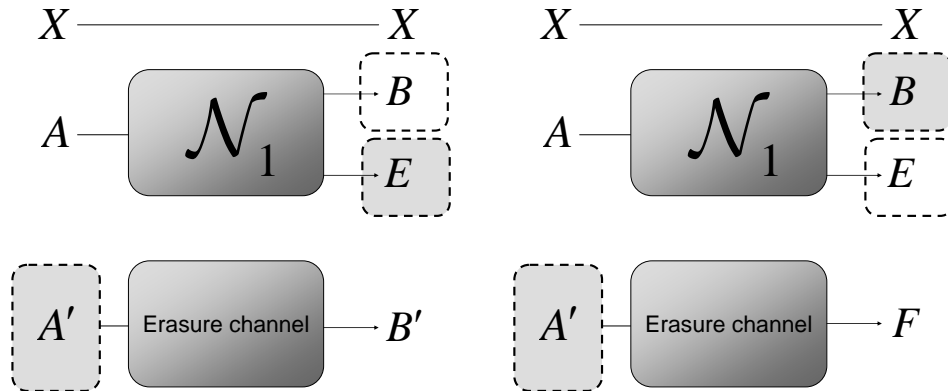 X X X X
𝒩₁ B 𝒩₁ B
A A
E E
A′ Erasure channel B′ A′ Erasure channel F